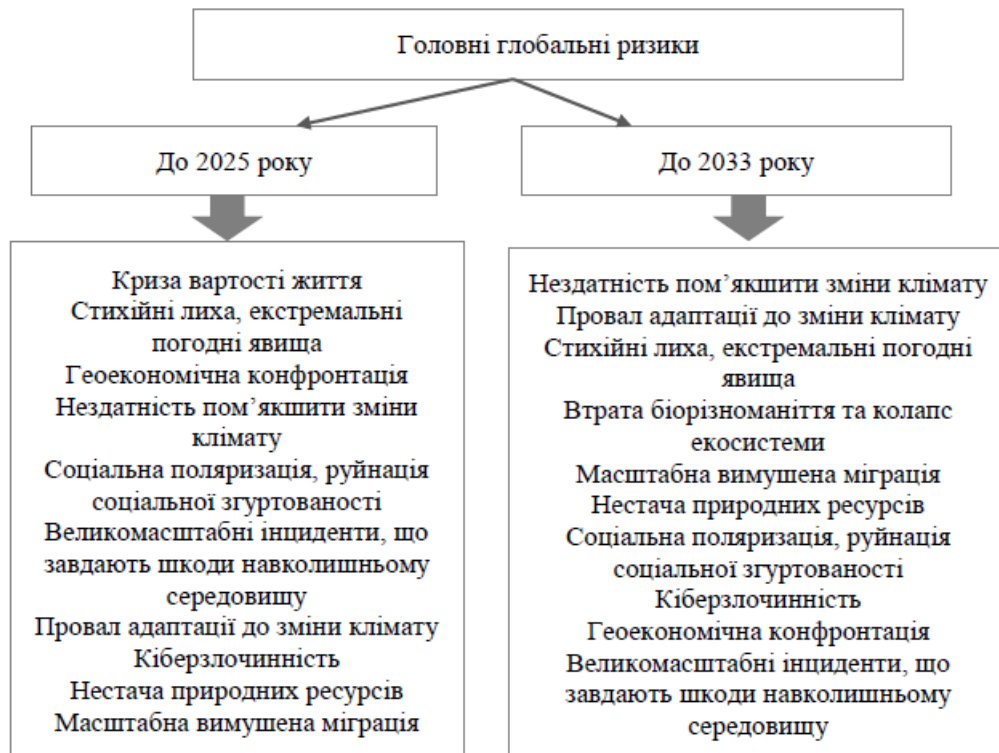 Головні глобальні ризики
До 2025 року
До 2033 року
Криза вартості життя
Стихійні лиха, екстремальні
погодні явища
Геоекономічна конфронтація
Нездатність пом’якшити зміни
клімату
Соціальна поляризація, руйнація
соціальної згуртованості
Великомасштабні інциденти, що
завдають шкоди навколишньому
середовищу
Провал адаптації до зміни клімату
Кіберзлочинність
Нестача природних ресурсів
Масштабна вимушена міграція
Нездатність пом’якшити зміни клімату
Провал адаптації до зміни клімату
Стихійні лиха, екстремальні погодні
явища
Втрата біорізноманіття та колапс
екосистеми
Масштабна вимушена міграція
Нестача природних ресурсів
Соціальна поляризація, руйнація
соціальної згуртованості
Кіберзлочинність
Геоекономічна конфронтація
Великомасштабні інциденти, що
завдають шкоди навколишньому
середовищу